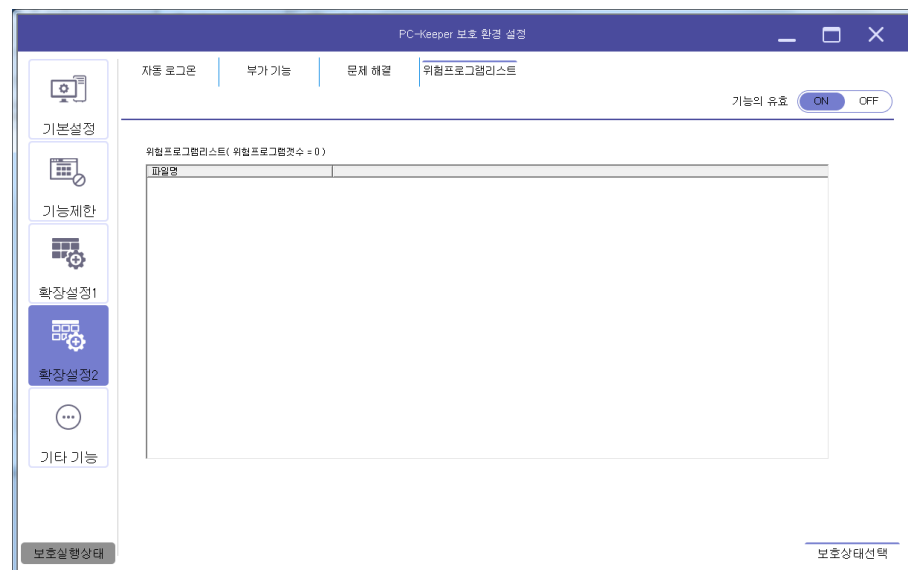 PC-Keeper 보호 환경 설정
자동 로그온
부가 기능
문제 해결
위험프로그램리스트
기능의 유효
ON
OFF
기본설정
기능제한
확장설정1
확장설정2
기타 기능
위험프로그램리스트( 위험프로그램갯수 = 0 )
파일명
보호실행상태
보호상태선택